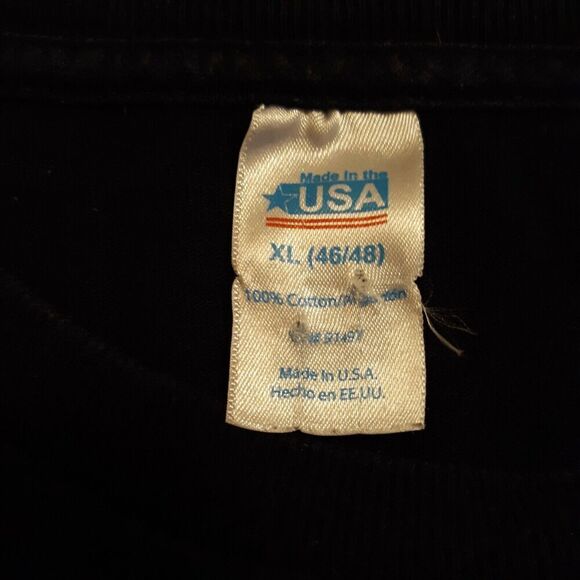 Made in the
USA
XL (46/48)
100% Cotton/
Made In U.S.A.
Hecho en EE.UU.